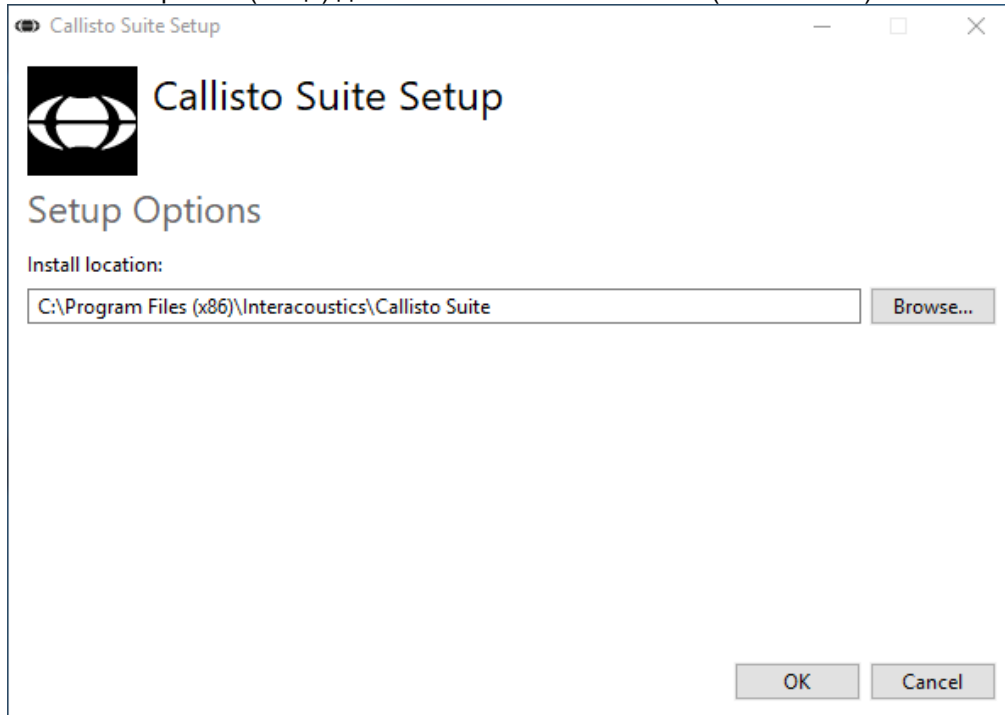 Callisto Suite Setup
Callisto Suite Setup
Setup Options
Install location:
C:\Program Files (x86)\Interacoustics\Callisto Suite Browse...
OK Cancel